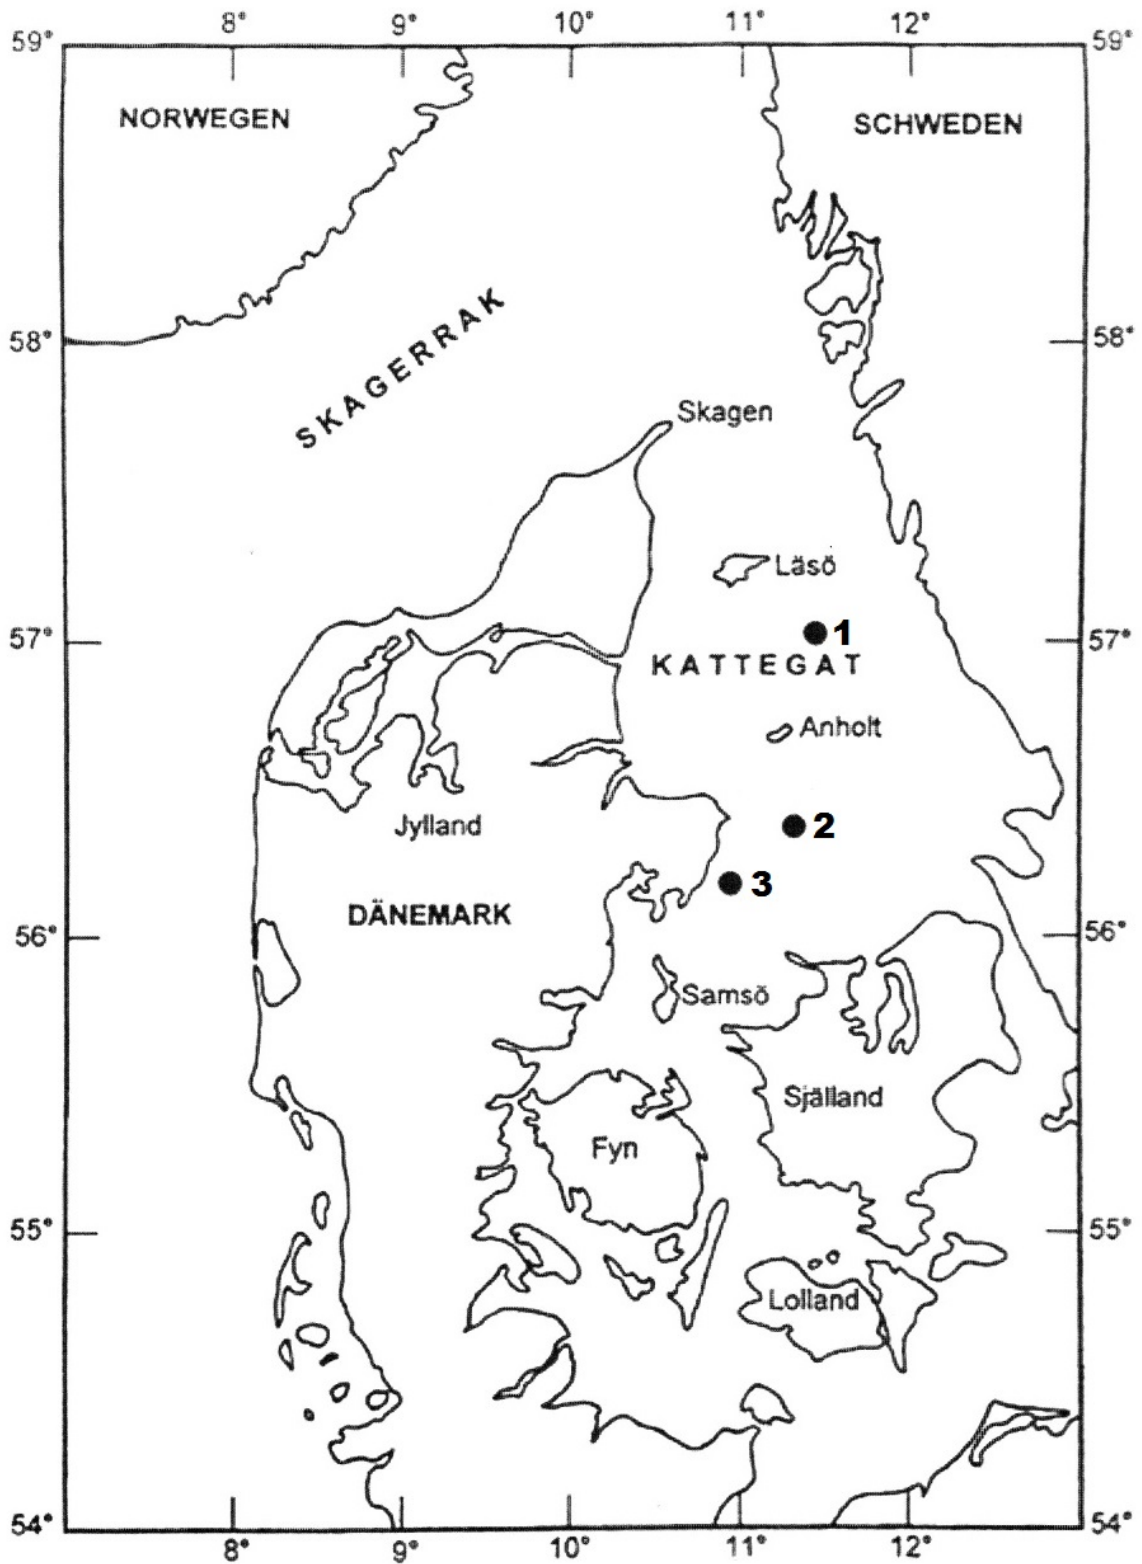 8° 9° 10° 11° 12°
59° 59°
NORWEGEN SCHWEDEN
SKAGERRAK
58° 58°
Skagen
Läsö
57° 1 57°
KATTEGAT
Anholt
Jylland 2
3
DÄNEMARK
56° 56°
Samsö
Själland
Fyn
55° 55°
Lolland
54° 54°
8° 9° 10° 11° 12°